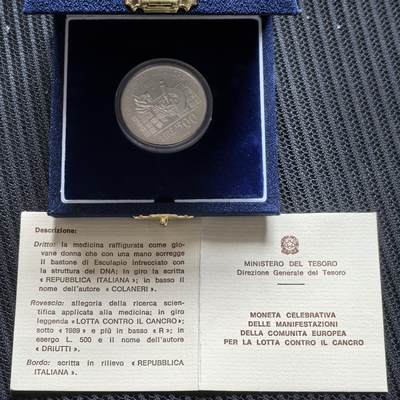 L. 500
Descrizione:
Dritto: la medicina raffigurata come gio-
vane donna che con una mano sorregge
il bastone di Esculapio intrecciato con
la struttura del DNA; in giro la scritta
« REPUBBLICA ITALIANA »; in basso il
nome dell'autore « COLANERI ».
Rovescio: allegoria della ricerca scien-
tifica applicata alla medicina; in giro
leggenda « LOTTA CONTRO IL CANCRO »;
sotto « 1989 » e più in basso « R »; in
esergo L. 500 e il nome dell'autore «
DRIUTTI ».
Bordo: scritta in rilievo « REPUBBLICA
ITALIANA ».
MINISTERO DEL TESORO
Direzione Generale del Tesoro
MONETA CELEBRATIVA
DELLE MANIFESTAZIONI
DELLA COMUNITA EUROPEA
PER LA LOTTA CONTRO IL CANCRO